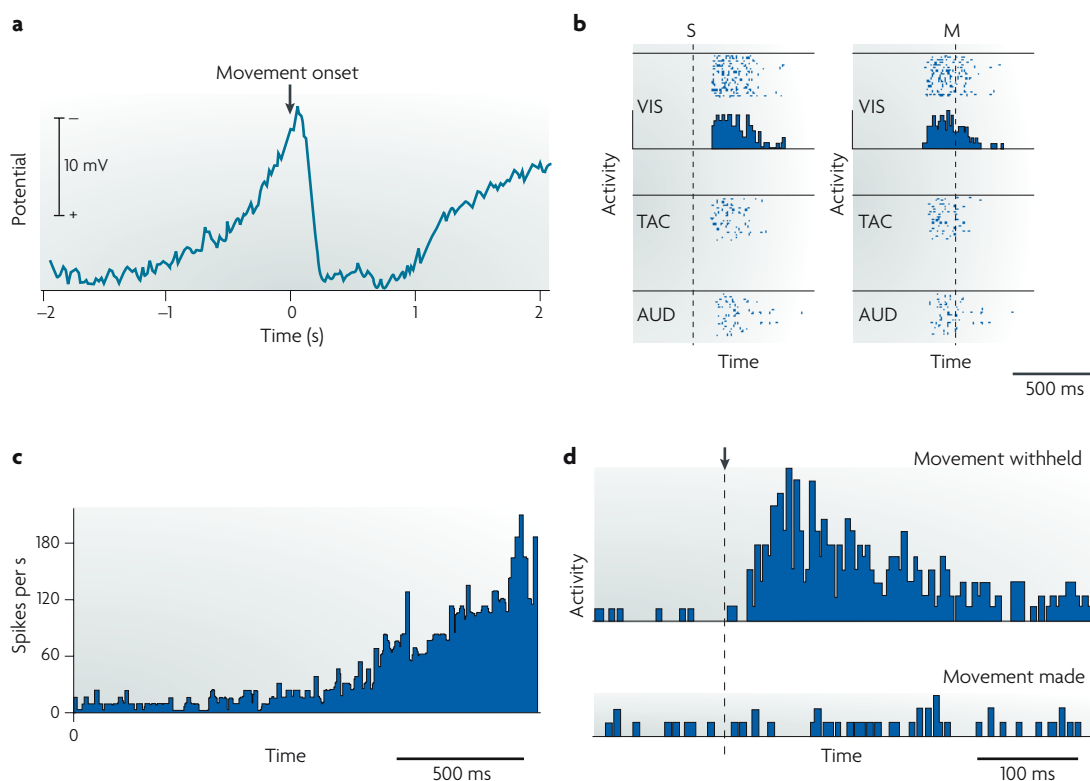 a
Movement onset
Potential
−
10 mV
+
−2 −1 0 1 2
Time (s)
b
S M
Activity
VIS
TAC
AUD
Time
Activity
VIS
TAC
AUD
Time
500 ms
c
Spikes per s
180
120
60
0
0
Time
500 ms
d
Movement withheld
Activity
Movement made
Time
100 ms